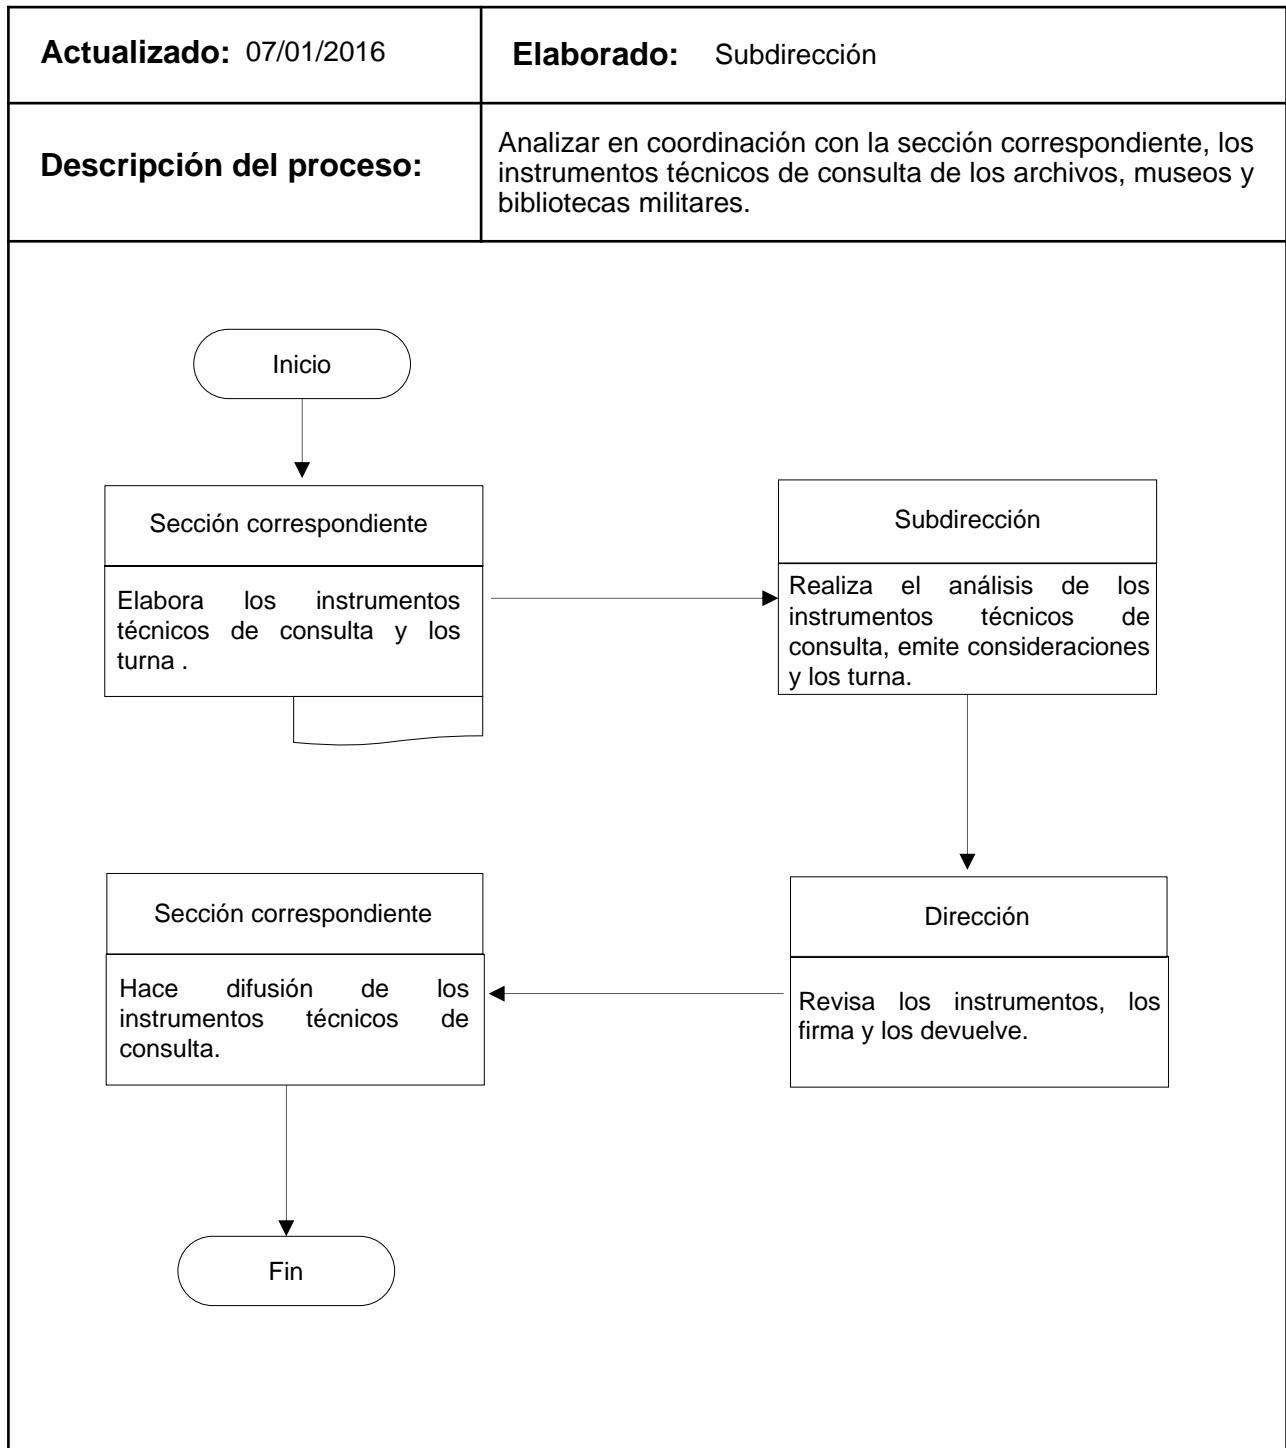 Actualizado: 07/01/2016
Elaborado: Subdirección
Descripción del proceso:
Analizar en coordinación con la sección correspondiente, los
instrumentos técnicos de consulta de los archivos, museos y
bibliotecas militares.
Inicio
Sección correspondiente
Elabora los instrumentos
técnicos de consulta y los
turna .
Subdirección
Realiza el análisis de los
instrumentos técnicos de
consulta, emite consideraciones
y los turna.
Dirección
Revisa los instrumentos, los
firma y los devuelve.
Sección correspondiente
Hace difusión de los
instrumentos técnicos de
consulta.
Fin